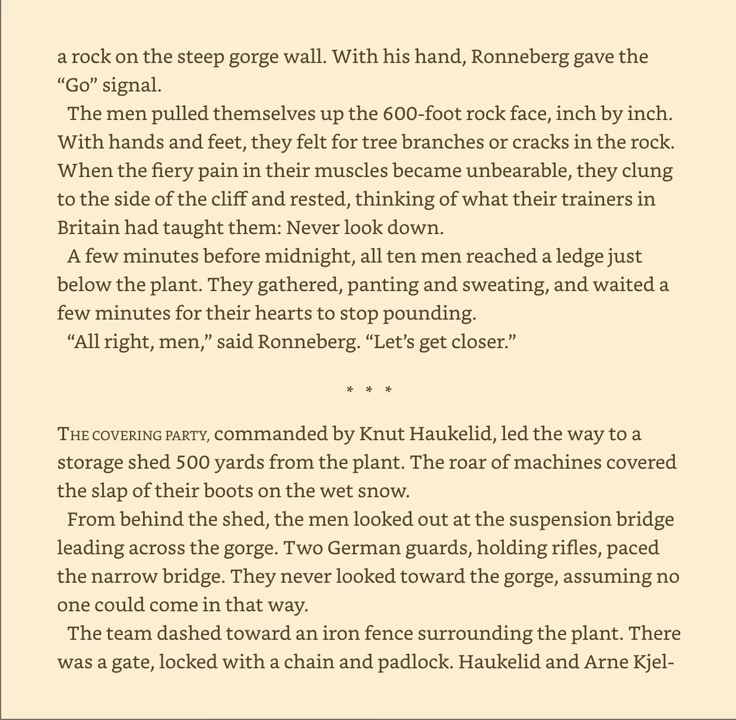 a rock on the steep gorge wall. With his hand, Ronneberg gave the
“Go” signal.
The men pulled themselves up the 600-foot rock face, inch by inch.
With hands and feet, they felt for tree branches or cracks in the rock.
When the fiery pain in their muscles became unbearable, they clung
to the side of the cliff and rested, thinking of what their trainers in
Britain had taught them: Never look down.
A few minutes before midnight, all ten men reached a ledge just
below the plant. They gathered, panting and sweating, and waited a
few minutes for their hearts to stop pounding.
“All right, men,” said Ronneberg. “Let’s get closer.”
* * *
The covering party, commanded by Knut Haukelid, led the way to a
storage shed 500 yards from the plant. The roar of machines covered
the slap of their boots on the wet snow.
From behind the shed, the men looked out at the suspension bridge
leading across the gorge. Two German guards, holding rifles, paced
the narrow bridge. They never looked toward the gorge, assuming no
one could come in that way.
The team dashed toward an iron fence surrounding the plant. There
was a gate, locked with a chain and padlock. Haukelid and Arne Kjel-